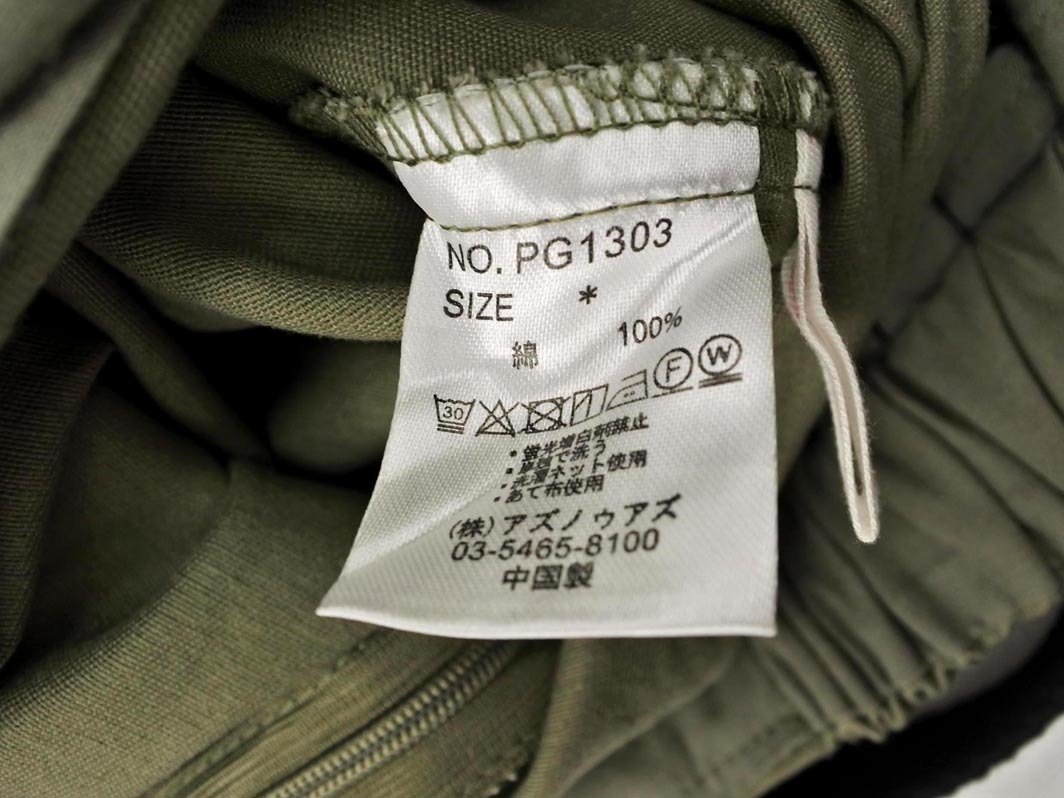 NO. PG1303
SIZE *
綿 100%
30 F W
・蛍光増白剤禁止
・裏返で洗う
・洗濯ネット使用
・あて布使用
(株)アズノゥアズ
03-5465-8100
中国製